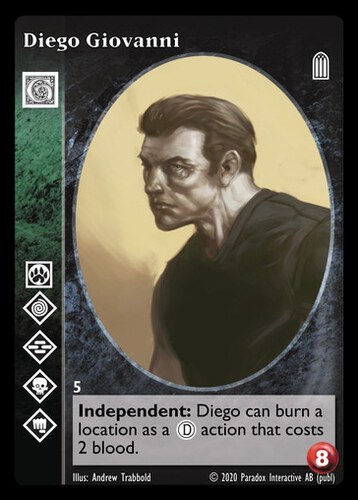 Diego Giovanni
5
Independent: Diego can burn a
location as a Ⓓ action that costs
2 blood.
8
Illus: Andrew Trabbold © 2020 Paradox Interactive AB (publ)